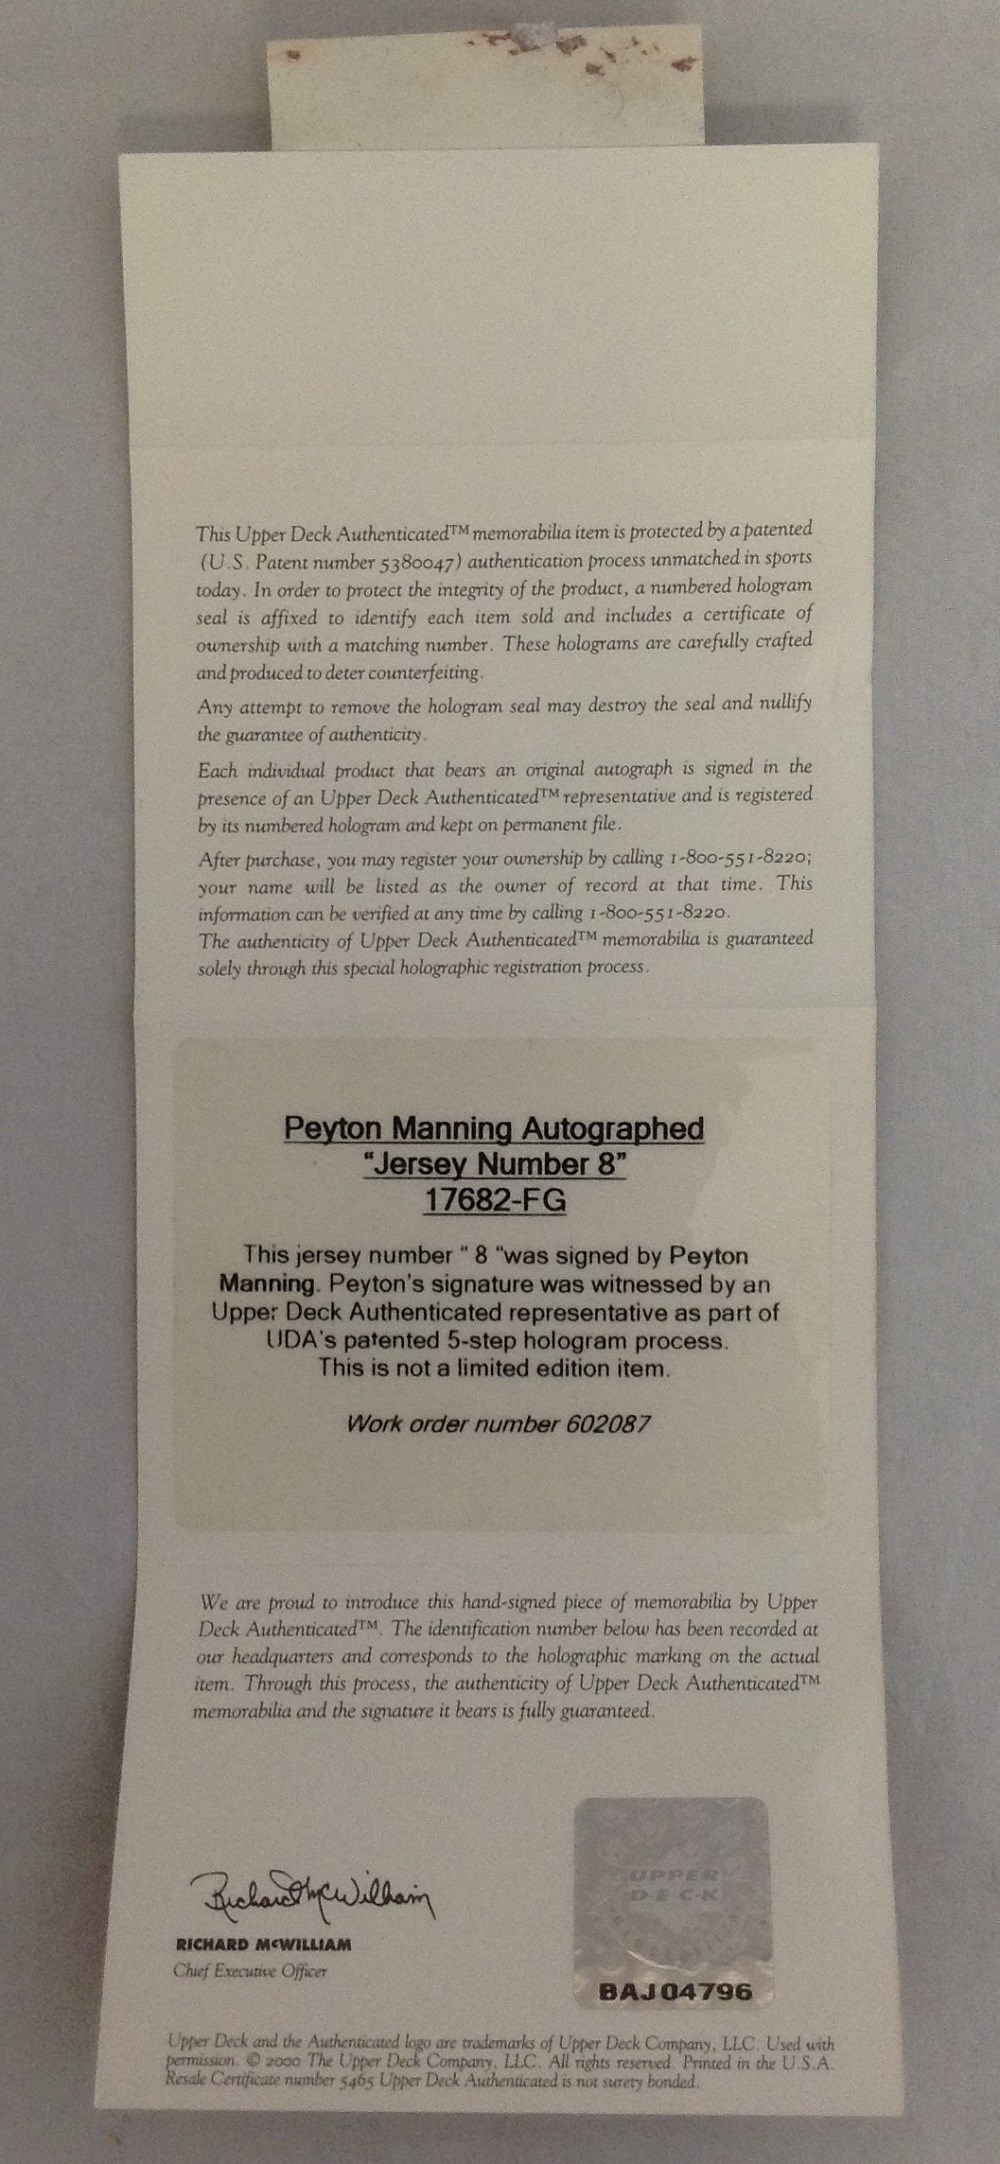 This Upper Deck Authenticated™ memorabilia item is protected by a patented
(U.S. Patent number 5380047) authentication process unmatched in sports
today. In order to protect the integrity of the product, a numbered hologram
seal is affixed to identify each item sold and includes a certificate of
ownership with a matching number. These holograms are carefully crafted
and produced to deter counterfeiting.
Any attempt to remove the hologram seal may destroy the seal and nullify
the guarantee of authenticity.
Each individual product that bears an original autograph is signed in the
presence of an Upper Deck Authenticated™ representative and is registered
by its numbered hologram and kept on permanent file.
After purchase, you may register your ownership by calling 1-800-551-8220;
your name will be listed as the owner of record at that time. This
information can be verified at any time by calling 1-800-551-8220.
The authenticity of Upper Deck Authenticated™ memorabilia is guaranteed
solely through this special holographic registration process.
Peyton Manning Autographed
“Jersey Number 8”
17682-FG
This jersey number “ 8 “was signed by Peyton
Manning. Peyton's signature was witnessed by an
Upper Deck Authenticated representative as part of
UDA's patented 5-step hologram process.
This is not a limited edition item.
Work order number 602087
We are proud to introduce this hand-signed piece of memorabilia by Upper
Deck Authenticated™. The identification number below has been recorded at
our headquarters and corresponds to the holographic marking on the actual
item. Through this process, the authenticity of Upper Deck Authenticated™
memorabilia and the signature it bears is fully guaranteed.
UPPER
DECK
Richard McWilliam
RICHARD McWILLIAM
Chief Executive Officer
BAJ04796
Upper Deck and the Authenticated logo are trademarks of Upper Deck Company, LLC. Used with
permission. © 2000 The Upper Deck Company, LLC. All rights reserved. Printed in the U.S.A.
Resale Certificate number 5465 Upper Deck Authenticated is not surety bonded.